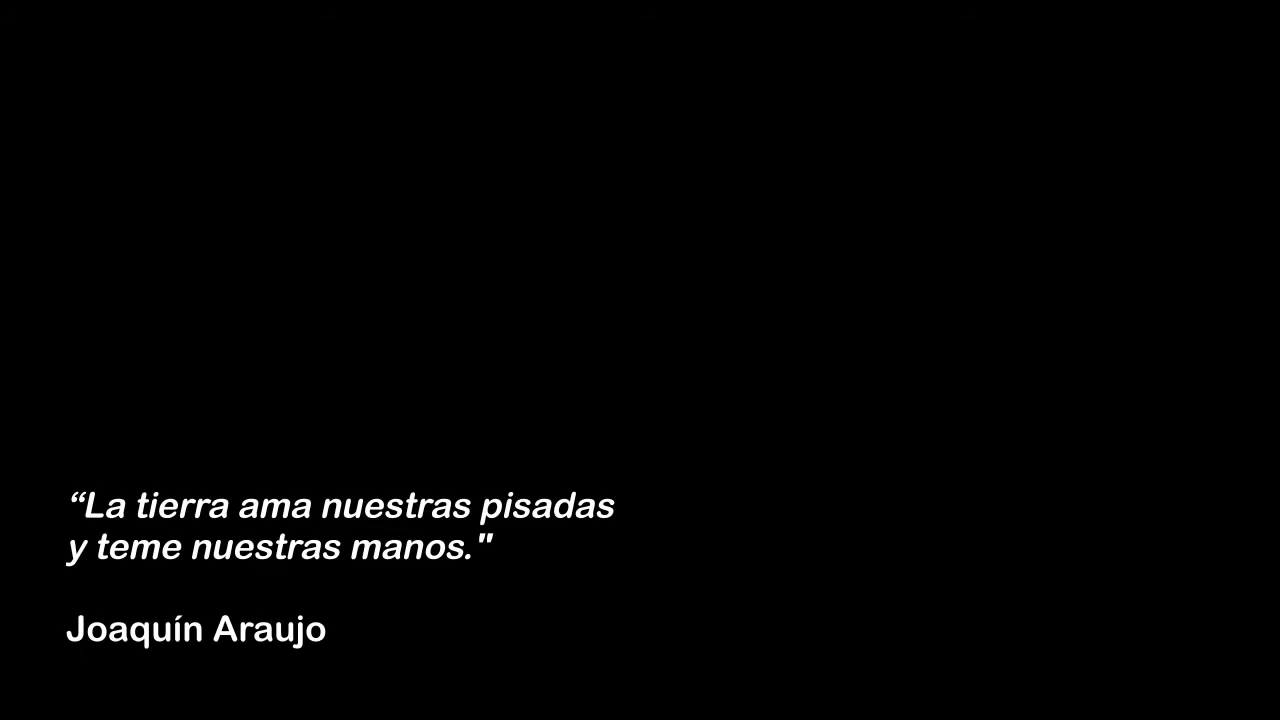 “La tierra ama nuestras pisadas
y teme nuestras manos."
Joaquín Araujo